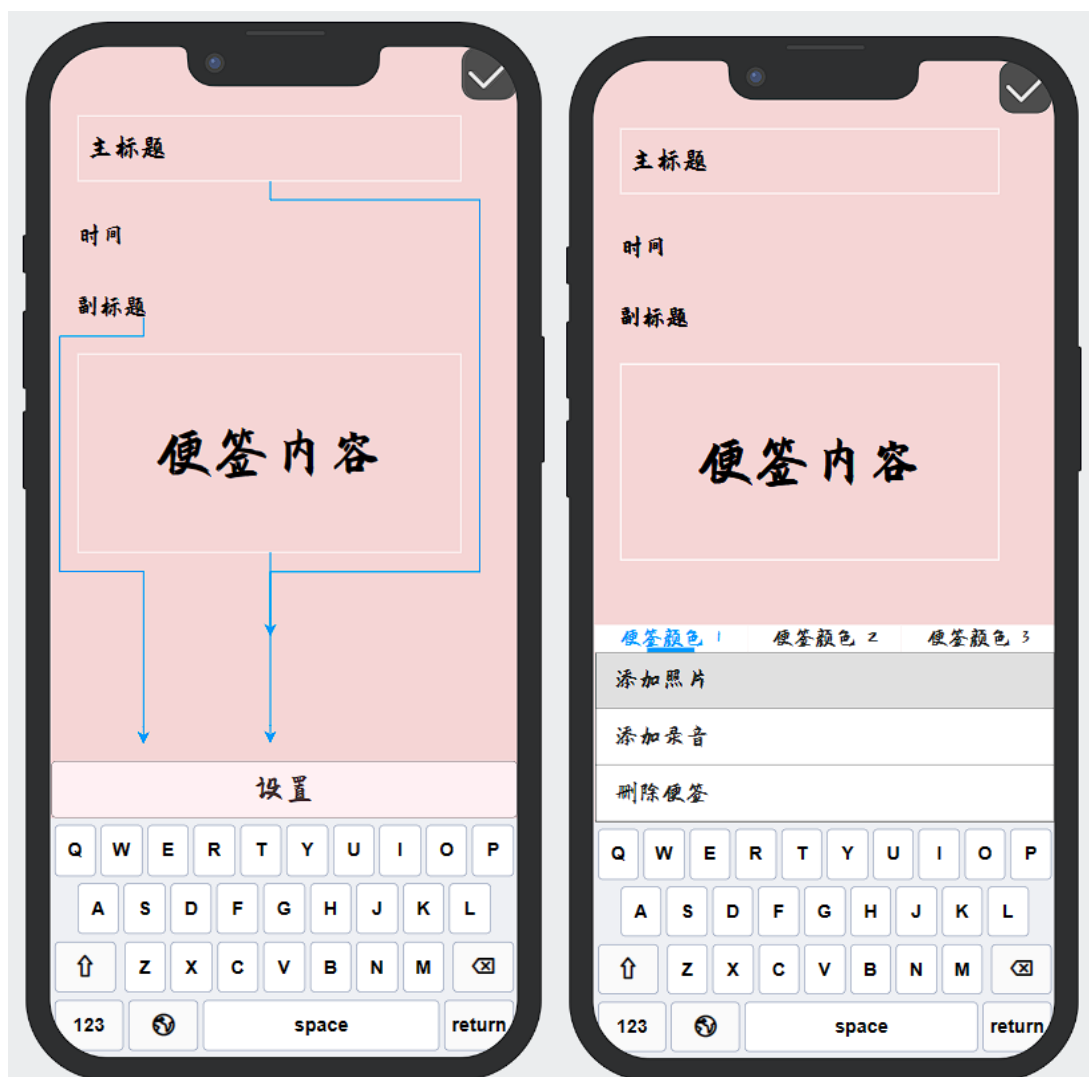 主标题
时间
副标题
便签内容
设置
Q W E R T Y U I O P
A S D F G H J K L
Z X C V B N M
123 space return
主标题
时间
副标题
便签内容
便签颜色 1 便签颜色 2 便签颜色 3
添加照片
添加录音
删除便签
Q W E R T Y U I O P
A S D F G H J K L
Z X C V B N M
123 space return